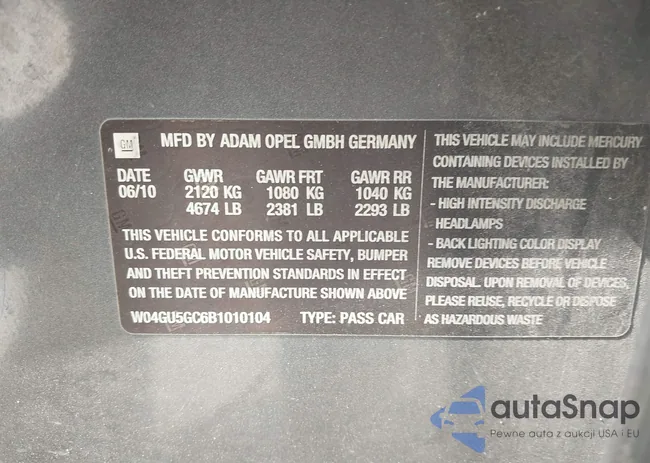 GM
MFD BY ADAM OPEL GMBH GERMANY
DATE GVWR GAWR FRT GAWR RR
06/10 2120 KG 1080 KG 1040 KG
4674 LB 2381 LB 2293 LB
THIS VEHICLE CONFORMS TO ALL APPLICABLE
U.S. FEDERAL MOTOR VEHICLE SAFETY, BUMPER
AND THEFT PREVENTION STANDARDS IN EFFECT
ON THE DATE OF MANUFACTURE SHOWN ABOVE
W04GU5GC6B1010104 TYPE: PASS CAR
THIS VEHICLE MAY INCLUDE MERCURY
CONTAINING DEVICES INSTALLED BY
THE MANUFACTURER:
- HIGH INTENSITY DISCHARGE
HEADLAMPS
- BACK LIGHTING COLOR DISPLAY
REMOVE DEVICES BEFORE VEHICLE
DISPOSAL. UPON REMOVAL OF DEVICES,
PLEASE REUSE, RECYCLE OR DISPOSE
AS HAZARDOUS WASTE
autaSnap
Pewne auta z aukcji USA i EU